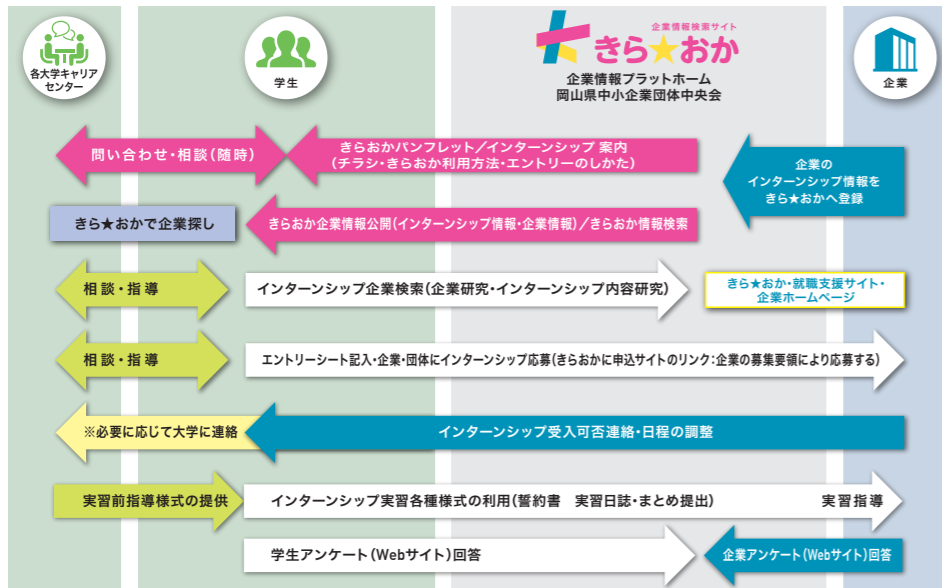 各大学キャリア
センター
学生
企業情報検索サイト
きら★おか
企業情報プラットホーム
岡山県中小企業団体中央会
企業
問い合わせ・相談(随時)
きらおかパンフレット/インターンシップ 案内
(チラシ・きらおか利用方法・エントリーのしかた)
企業の
インターンシップ情報を
きら★おかへ登録
きら★おかで企業探し
きらおか企業情報公開(インターンシップ情報・企業情報)/きらおか情報検索
相談・指導
インターンシップ企業検索(企業研究・インターンシップ内容研究)
きら★おか・就職支援サイト・
企業ホームページ
相談・指導
エントリーシート記入・企業・団体にインターンシップ応募(きらおかに申込サイトのリンク:企業の募集要領により応募する)
※必要に応じて大学に連絡
インターンシップ受入可否連絡・日程の調整
実習前指導様式の提供
インターンシップ実習各種様式の利用(誓約書 実習日誌・まとめ提出)
実習指導
学生アンケート(Webサイト)回答
企業アンケート(Webサイト)回答